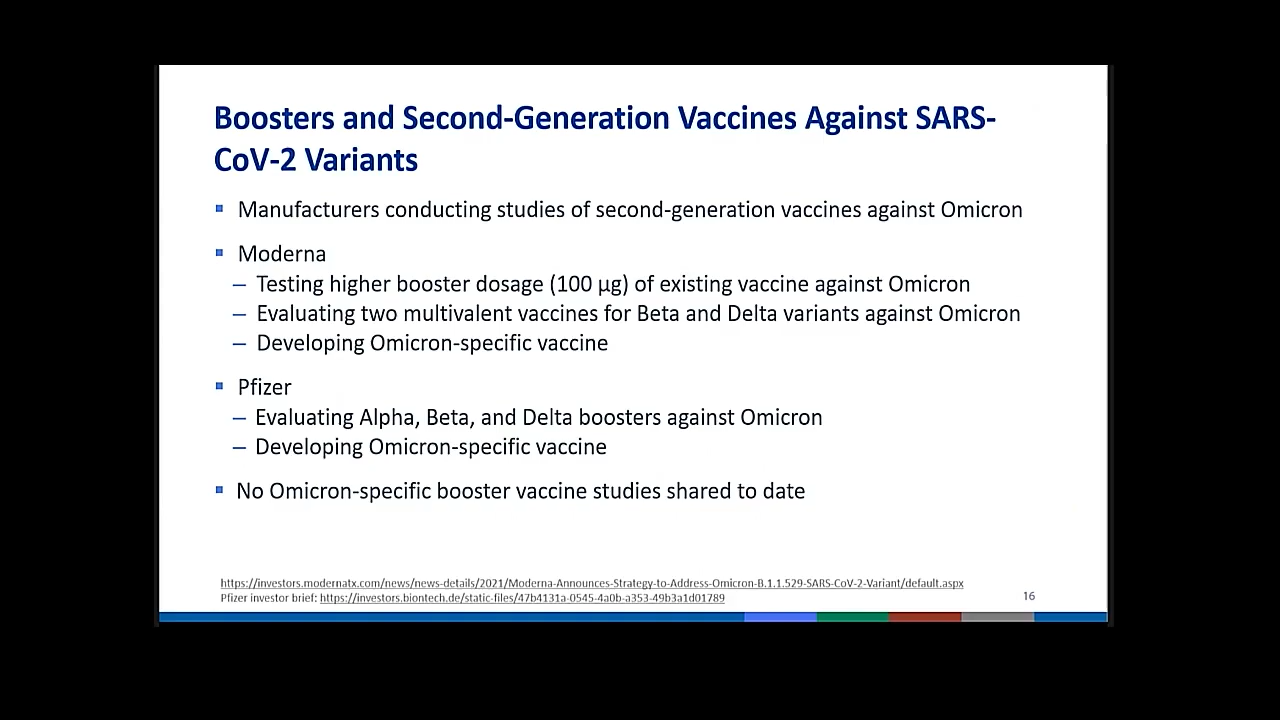 Boosters and Second-Generation Vaccines Against SARS-
CoV-2 Variants
Manufacturers conducting studies of second-generation vaccines against Omicron
Moderna
– Testing higher booster dosage (100 µg) of existing vaccine against Omicron
– Evaluating two multivalent vaccines for Beta and Delta variants against Omicron
– Developing Omicron-specific vaccine
Pfizer
– Evaluating Alpha, Beta, and Delta boosters against Omicron
– Developing Omicron-specific vaccine
No Omicron-specific booster vaccine studies shared to date
https://investors.modernatx.com/news/news-details/2021/Moderna-Announces-Strategy-to-Address-Omicron-B.1.1.529-SARS-CoV-2-Variant/default.aspx
Pfizer investor brief: https://investors.biontech.de/static-files/47b4131a-0545-4a0b-a353-49b3a1d01789
16